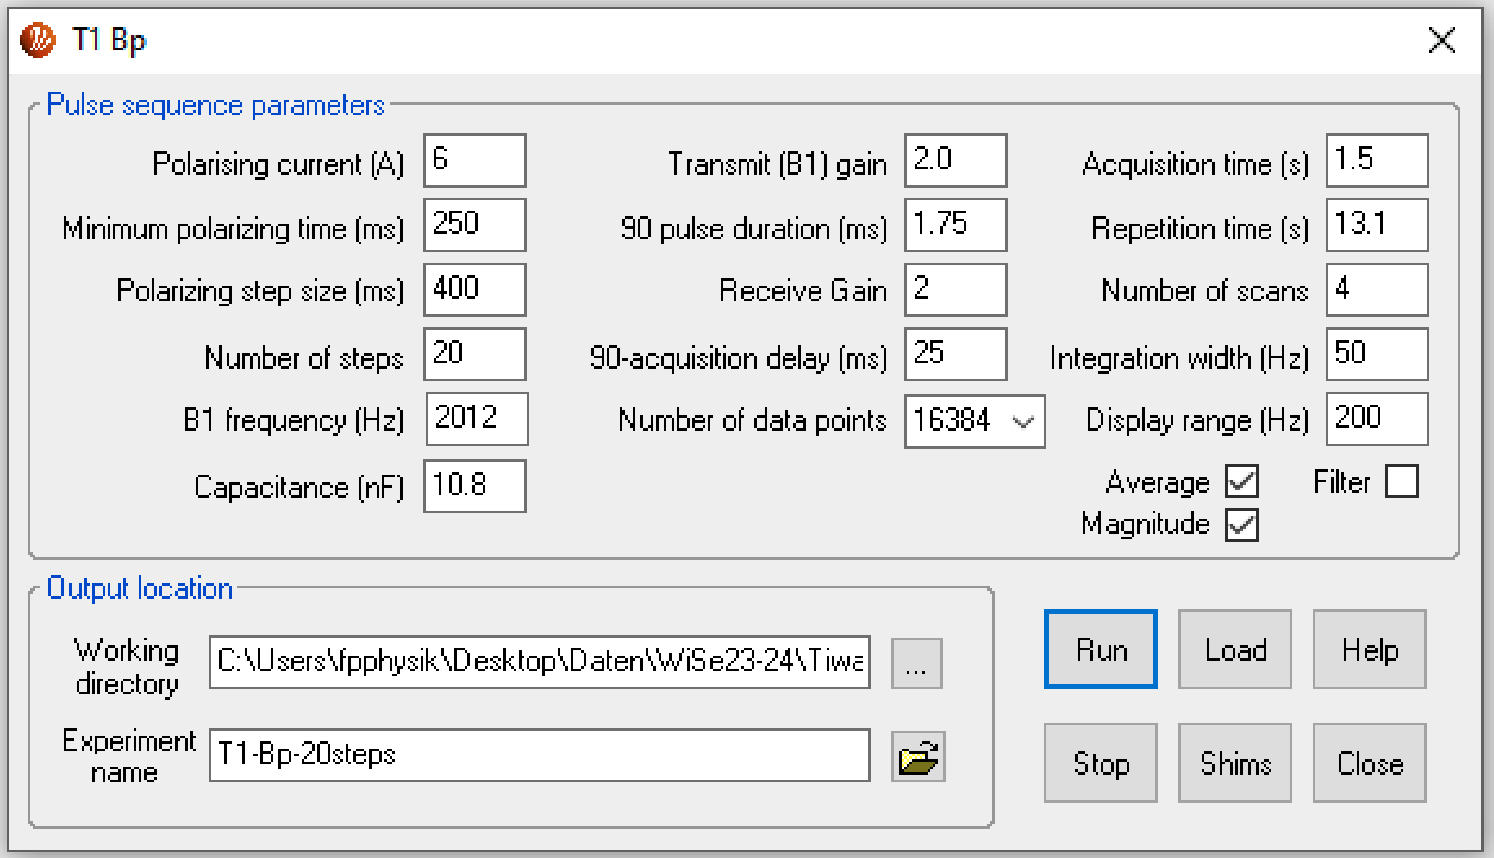 T1 Bp
Pulse sequence parameters
Polarising current (A) 6 Transmit (B1) gain 2.0 Acquisition time (s) 1.5
Minimum polarizing time (ms) 250 90 pulse duration (ms) 1.75 Repetition time (s) 13.1
Polarizing step size (ms) 400 Receive Gain 2 Number of scans 4
Number of steps 20 90-acquisition delay (ms) 25 Integration width (Hz) 50
B1 frequency (Hz) 2012 Number of data points 16384 Display range (Hz) 200
Capacitance (nF) 10.8 Average Filter
Magnitude
Output location
Working
directory
C:\Users\fpphysik\Desktop\Daten\WiSe23-24\Tiwa
...
Run Load Help
Experiment
name
T1-Bp-20steps
Stop Shims Close